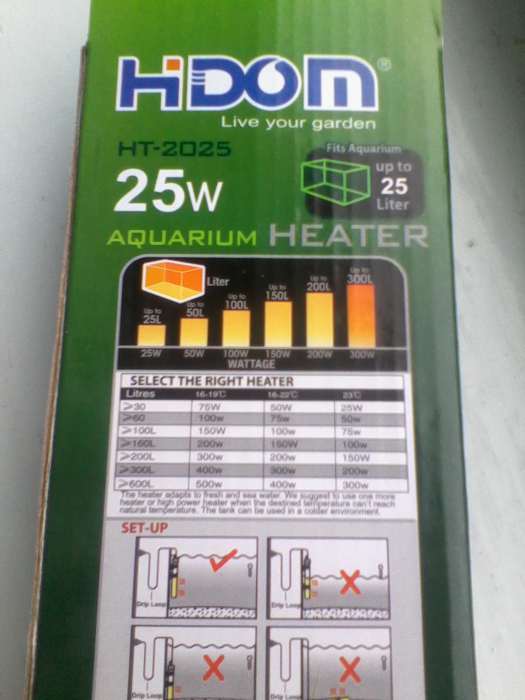 HiDOM®
Live your garden
HT-2025
Fits Aquarium
25W
up to
25
Liter
AQUARIUM HEATER
Liter
Up to
25L
Up to
50L
Up to
100L
Up to
150L
Up to
200L
Up to
300L
25W 50W 100W 150W 200W 300W
WATTAGE
SELECT THE RIGHT HEATER
Litres 16-19℃ 16-22℃ 23℃
≥30 75W 50W 25W
≥60 100w 75w 50w
≥100L 150W 100w 75w
≥150L 200w 150W 100w
≥200L 300w 200w 150W
≥300L 400w 300w 200w
≥600L 500w 400w 300w
The heater adapts to fresh and sea water. We suggest to use one more
heater or high power heater when the destined temperature can't reach
natural temperature. The tank can be used in a colder environment.
SET-UP
Drip Loop
Drip Loop
Drip Loop
Drip Loop